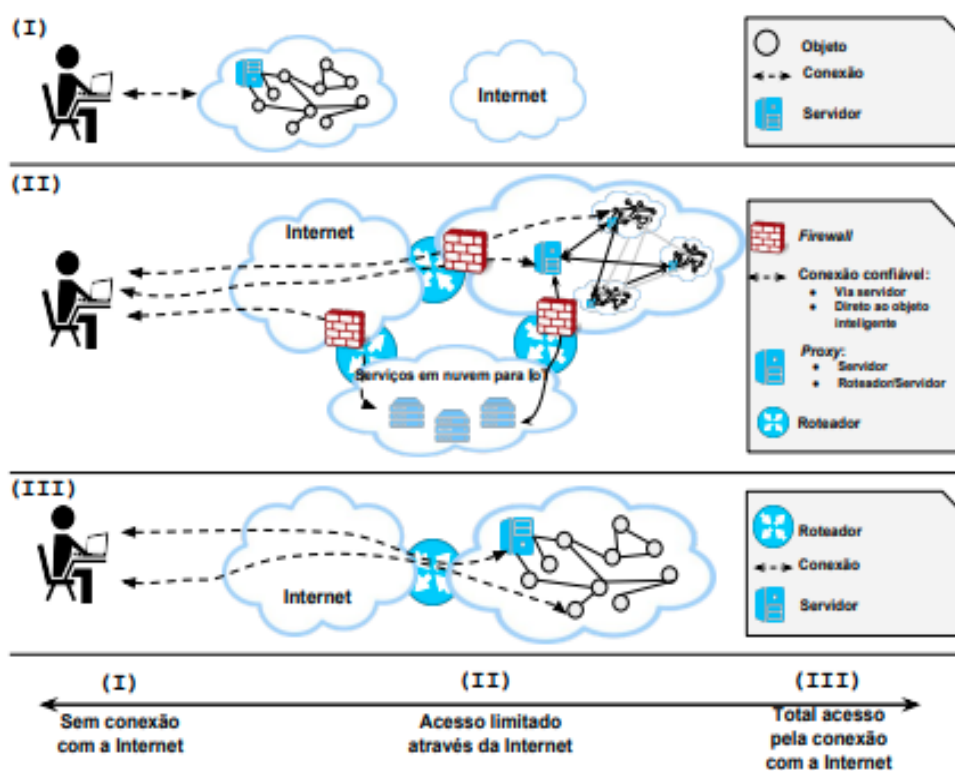 (I)
Internet
Objeto
Conexão
Servidor
(II)
Internet
Serviços em nuvem para Io
Firewall
Conexão confiável:
• Via servidor
• Direto ao objeto
inteligente
Proxy:
• Servidor
• Roteador/Servidor
Roteador
(III)
Internet
Roteador
Conexão
Servidor
(I)
Sem conexão
com a Internet
(II)
Acesso limitado
através da Internet
(III)
Total acesso
pela conexão
com a Internet